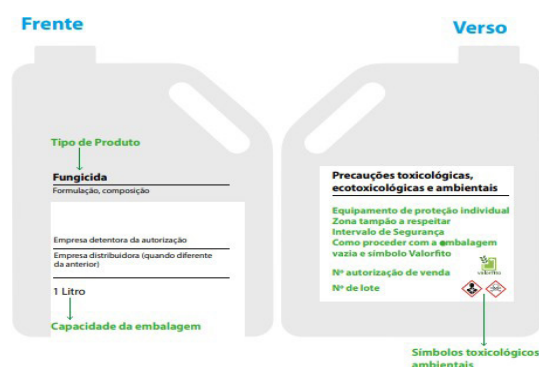 Frente
Tipo de Produto
Fungicida
Formulação, composição
Empresa detentora da autorização
Empresa distribuidora (quando diferente
da anterior)
1 Litro
Capacidade da embalagem
Verso
Precauções toxicológicas,
ecotoxicológicas e ambientais
Equipamento de proteção individual
Zona tampão a respeitar
Intervalo de Segurança
Como proceder com a embalagem
vazia e símbolo Valorfito
valorfito
Nº autorização de venda
Nº de lote
Símbolos toxicológicos
ambientais